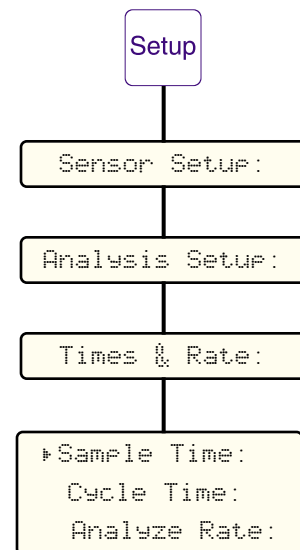 Setup
Sensor Setup:
Analysis Setup:
Times & Rate:
Sample Time:
Cycle Time:
Analyze Rate: